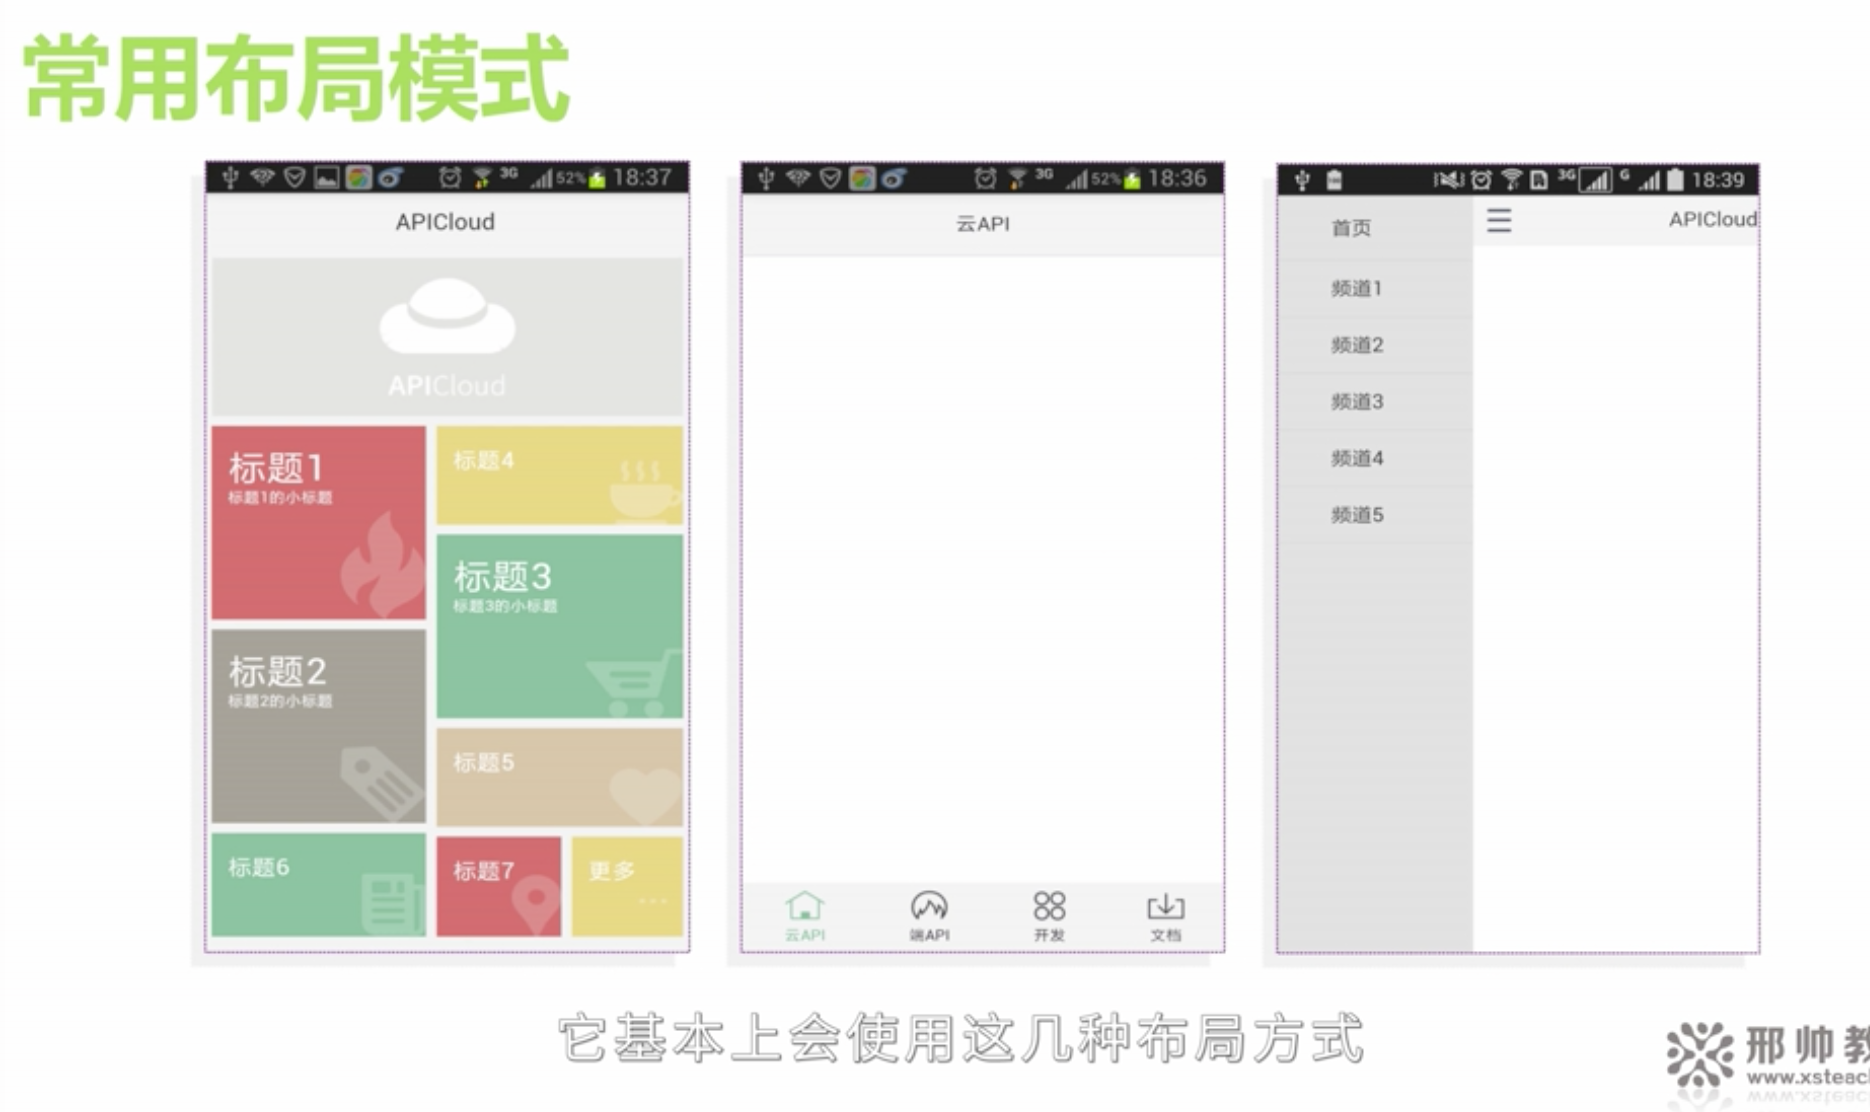 常用布局模式
3G 52% 18:37
APICloud
APICloud
标题1
标题1的小标题
标题4
标题3
标题3的小标题
标题2
标题2的小标题
标题5
标题6
标题7
更多
...
3G 52% 18:36
云API
云API
端API
开发
文档
3G G 18:39
首页
APICloud
频道1
频道2
频道3
频道4
频道5
它基本上会使用这几种布局方式
邢帅教
www.xsteac